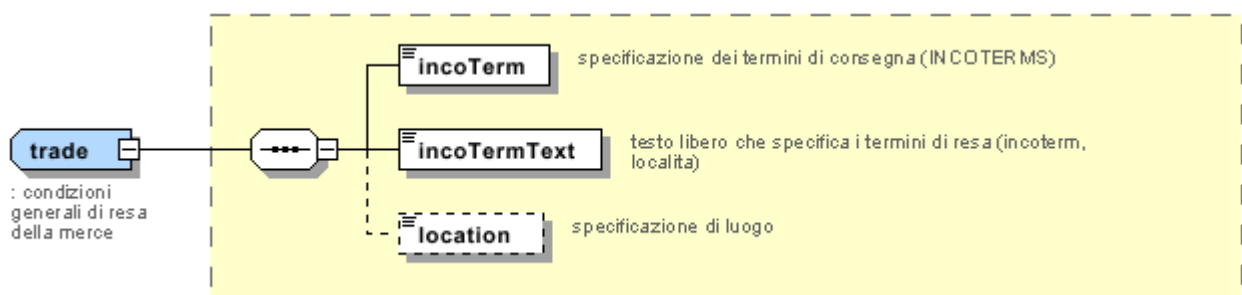 incoTerm
specificazione dei termini di consegna (INCOTERMS)
trade
: condizioni
generali di resa
della merce
incoTermText
testo libero che specifica i termini di resa (incoterm,
localita)
location
specificazione di luogo